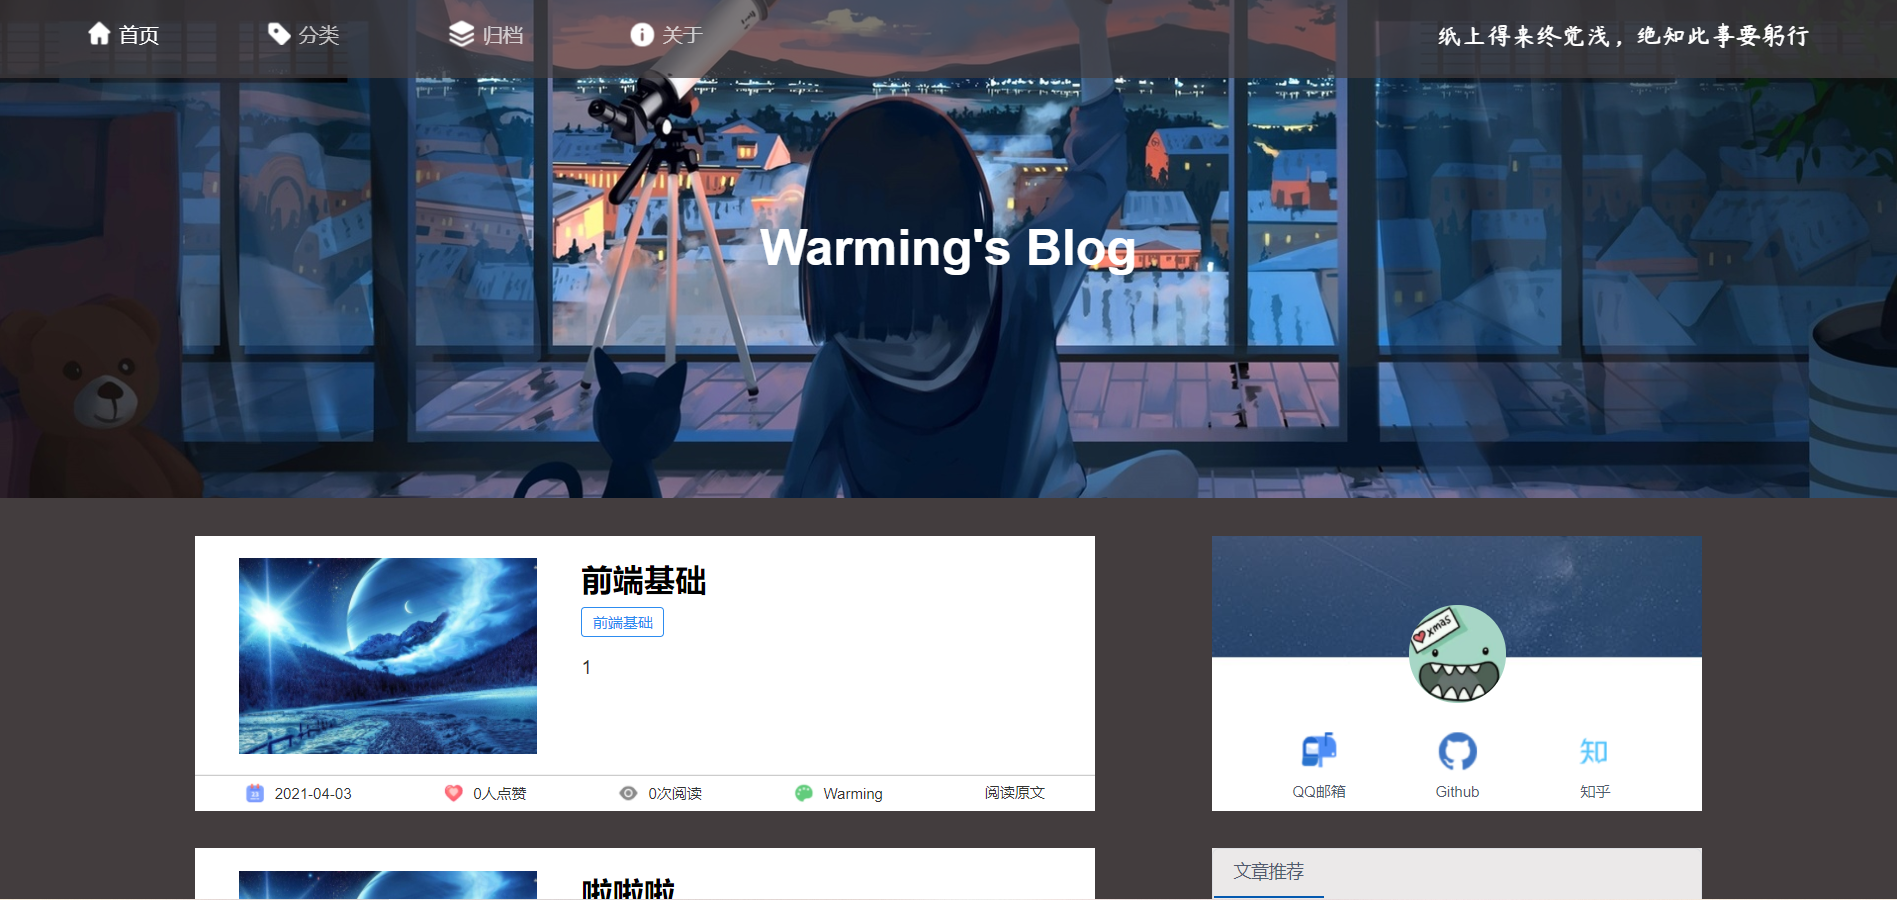 首页 分类 归档 关于 纸上得来终觉浅，绝知此事要躬行
Warming's Blog
前端基础
前端基础
1
2021-04-03 0人点赞 0次阅读 Warming 阅读原文
xmas
知
QQ邮箱 Github 知乎
啦啦啦
文章推荐